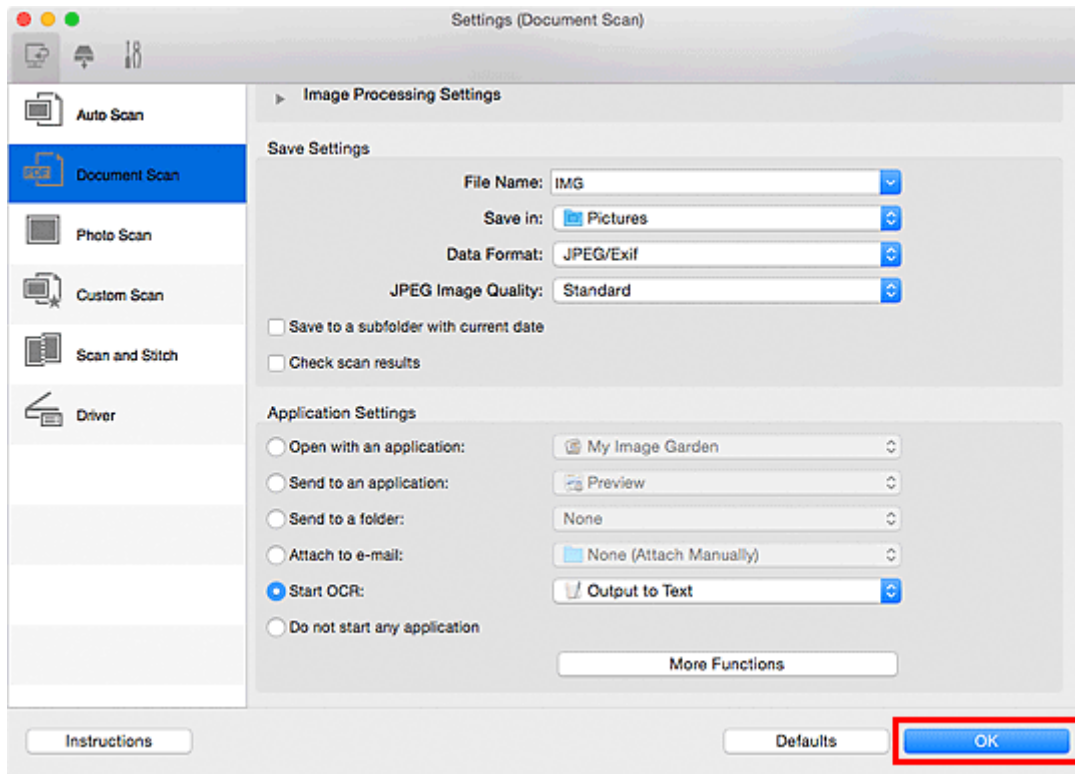 Settings (Document Scan)
Auto Scan
PDF
Document Scan
Photo Scan
Custom Scan
Scan and Stitch
Driver
Image Processing Settings
Save Settings
File Name: IMG
Save in: Pictures
Data Format: JPEG/Exif
JPEG Image Quality: Standard
Save to a subfolder with current date
Check scan results
Application Settings
Open with an application: My Image Garden
Send to an application: Preview
Send to a folder: None
Attach to e-mail: None (Attach Manually)
Start OCR: Output to Text
Do not start any application
More Functions
Instructions Defaults OK